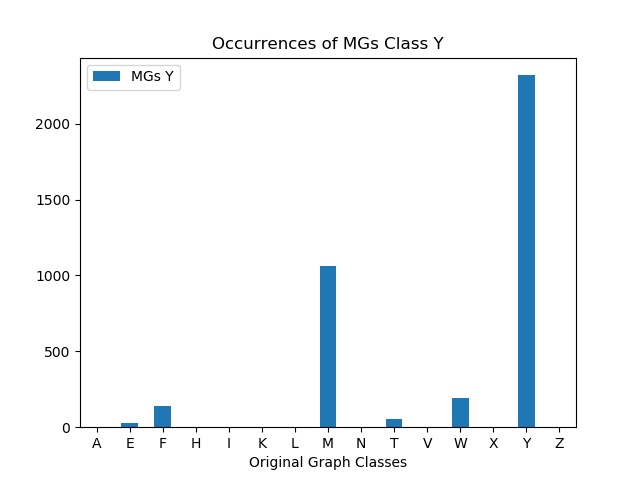 Occurrences of MGs Class Y
MGs Y
2000
1500
1000
500
0
A E F H I K L M N T V W X Y Z
Original Graph Classes